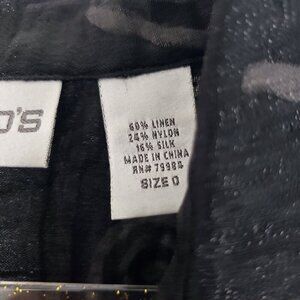 O'S
60% LINEN
24% NYLON
16% SILK
MADE IN CHINA
RN# 79984
SIZE 0